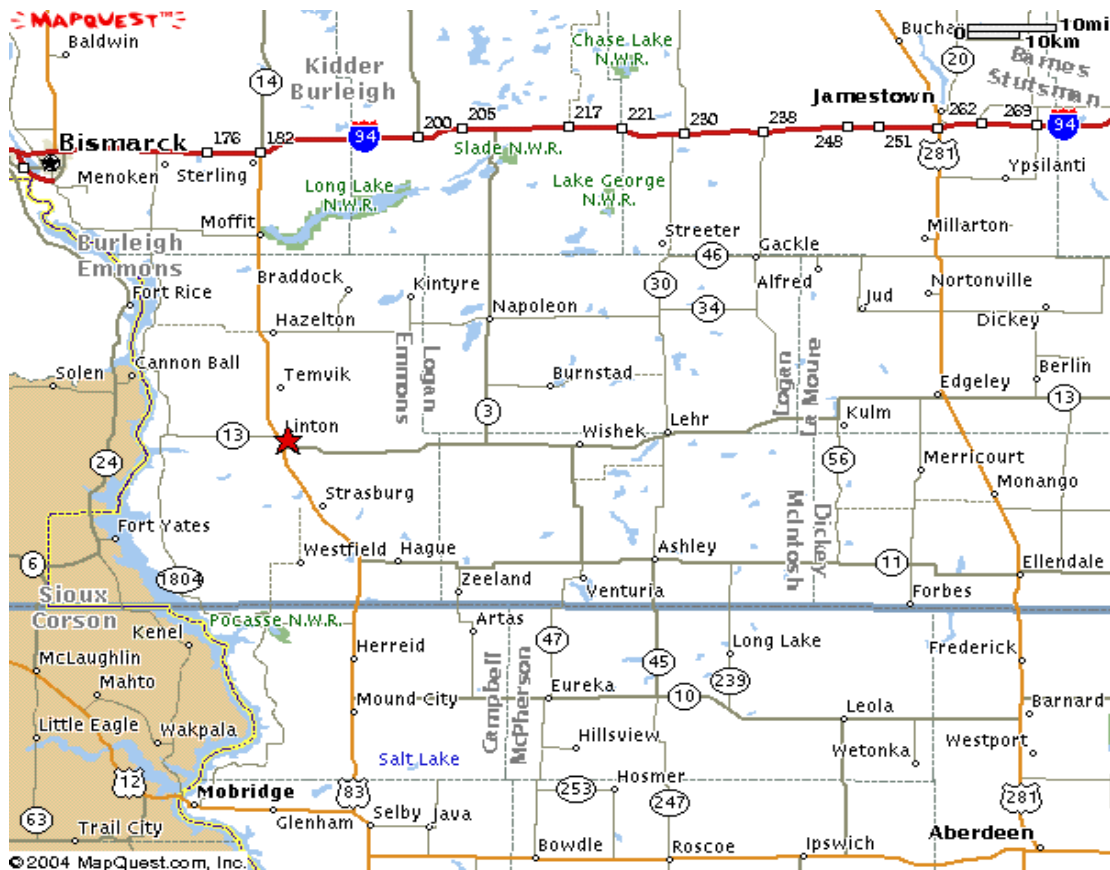 MAPQUEST™
Baldwin
Chase Lake
N.W.R.
Bucha
10mi
0
10km
20
Barnes
Stutsman
14
Kidder
Burleigh
Jamestown
Bismarck
176
182
94
200
205
217
221
230
238
248
251
262
269
94
281
Menoken
Sterling
Slade N.W.R.
Ypsilanti
Long Lake
N.W.R.
Lake George
N.W.R.
Moffit
Streeter
Millarton
Burleigh
Emmons
46
Gackle
Braddock
Kintyre
30
Alfred
Nortonville
Fort Rice
Napoleon
34
Jud
Dickey
Hazelton
Emmons
Logan
Logan
La Moure
Solen
Cannon Ball
Temvik
Burnstad
Edgeley
Berlin
13
3
Linton
13
Wishek
Lehr
Kulm
24
56
Merricourt
Monango
Strasburg
McIntosh
Dickey
Fort Yates
6
1804
Westfield
Hague
Ashley
11
Ellendale
Zeeland
Venturia
Forbes
Sioux
Corson
Pocasse N.W.R.
Artas
Kenel
47
Herreid
45
Long Lake
239
Frederick
McLaughlin
Mahto
Campbell
McPherson
Mound City
Eureka
10
Leola
Barnard
Little Eagle
Wakpala
Hillsview
Wetonka
Westport
Salt Lake
12
Mobridge
83
253
Hosmer
247
281
63
Glenham
Selby
Java
Trail City
Aberdeen
Bowdle
Roscoe
Ipswich
© 2004 MapQuest.com, Inc.